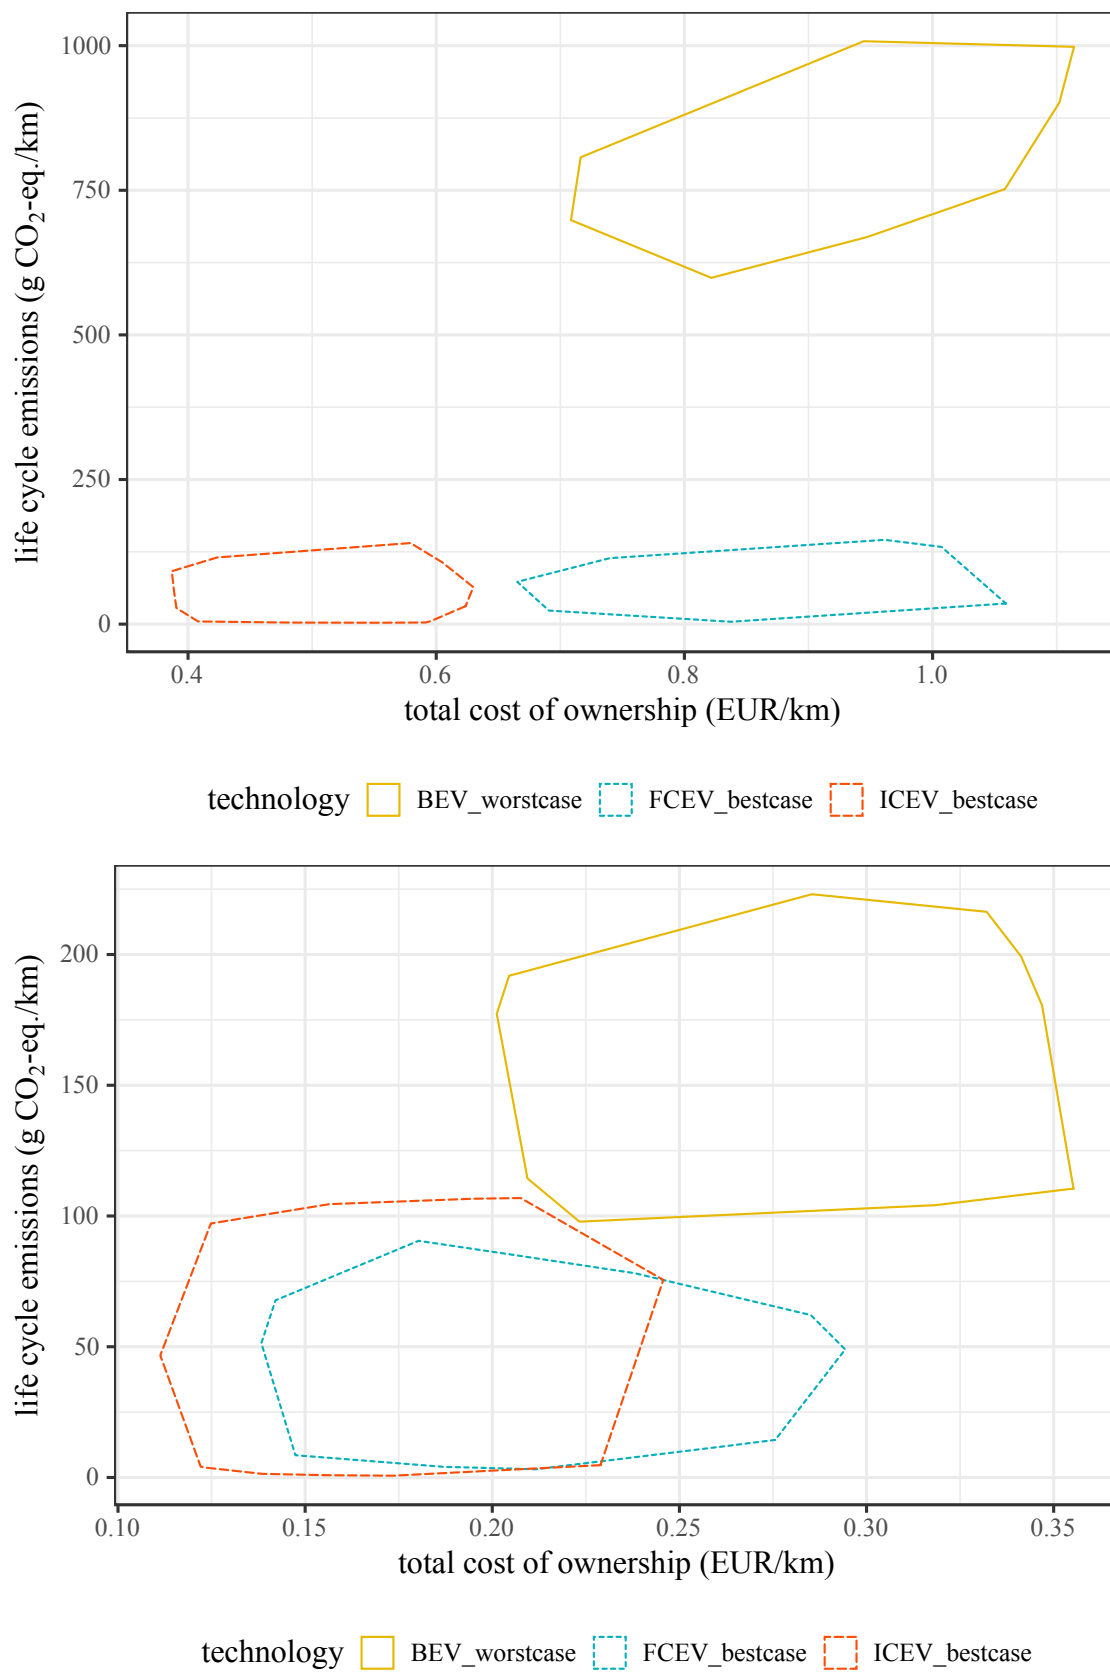 1000
750
500
250
0
life cycle emissions (g CO₂-eq./km)
0.4 0.6 0.8 1.0
total cost of ownership (EUR/km)
technology BEV_worstcase FCEV_bestcase ICEV_bestcase
200
150
100
50
0
life cycle emissions (g CO₂-eq./km)
0.10 0.15 0.20 0.25 0.30 0.35
total cost of ownership (EUR/km)
technology BEV_worstcase FCEV_bestcase ICEV_bestcase